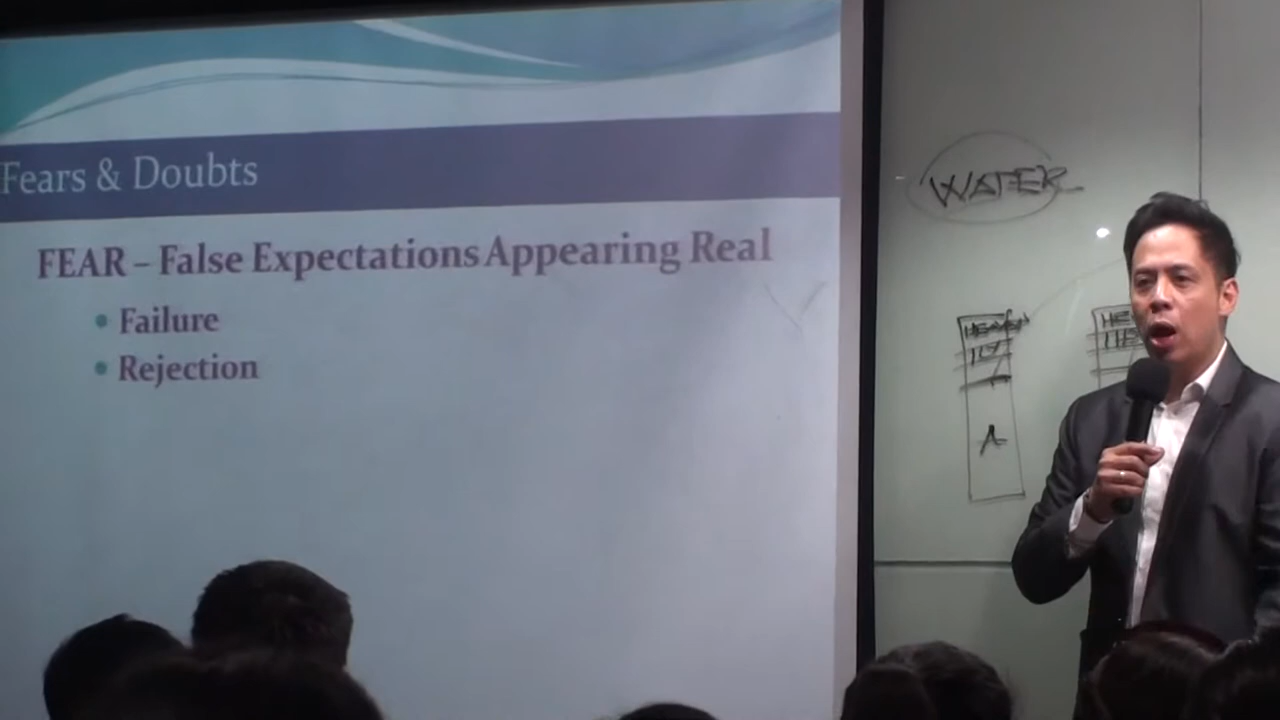 Fears & Doubts
FEAR – False Expectations Appearing Real
• Failure
• Rejection
WATER